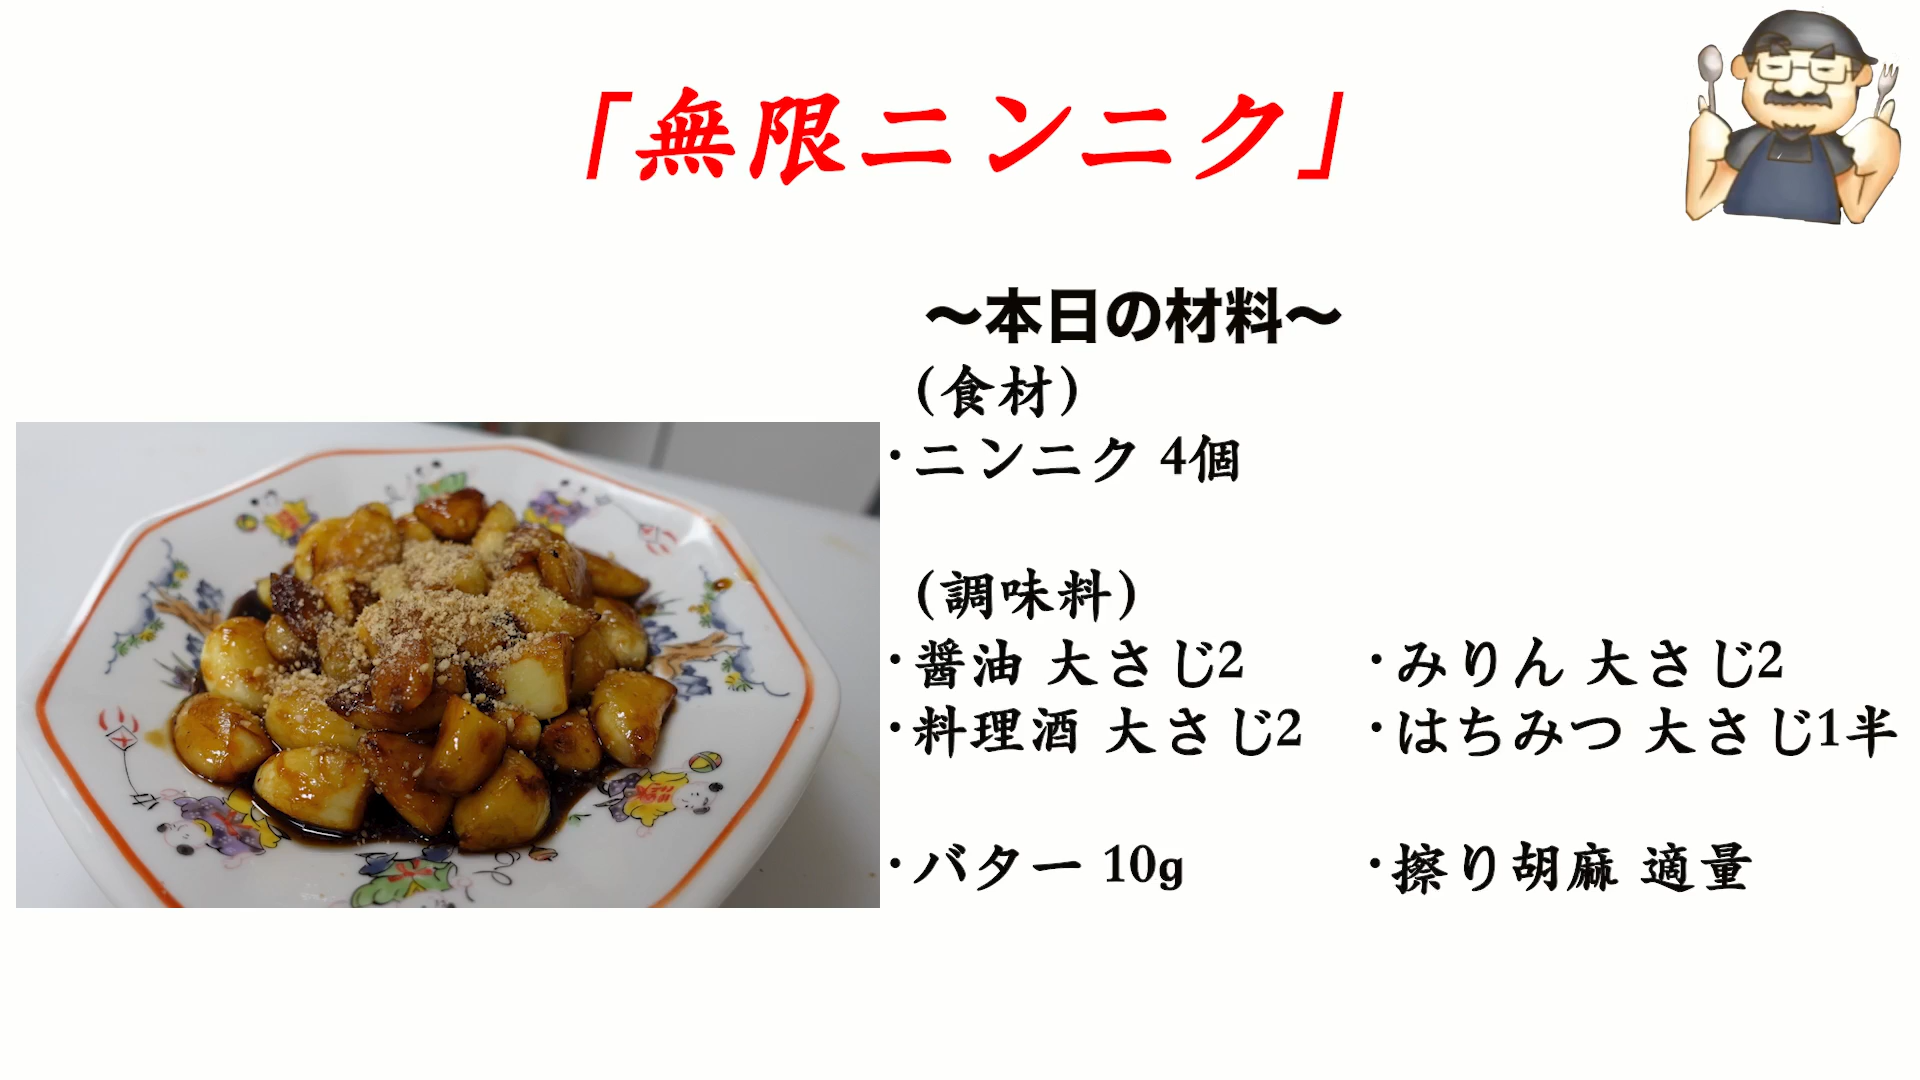 「無限ニンニク」
〜本日の材料〜
(食材)
・ニンニク 4個
(調味料)
・醤油 大さじ2 ・みりん 大さじ2
・料理酒 大さじ2 ・はちみつ 大さじ1半
・バター 10g ・擦り胡麻 適量